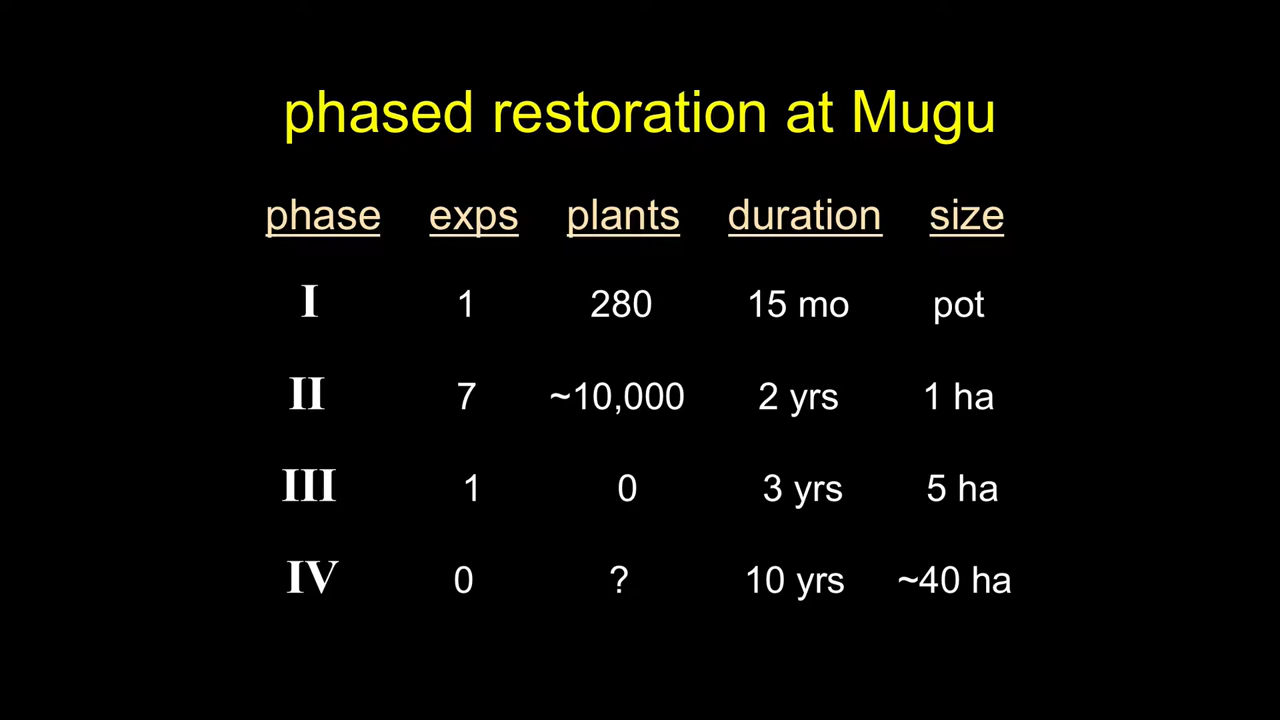 phased restoration at Mugu
phase exps plants duration size
I 1 280 15 mo pot
II 7 ~10,000 2 yrs 1 ha
III 1 0 3 yrs 5 ha
IV 0 ? 10 yrs ~40 ha